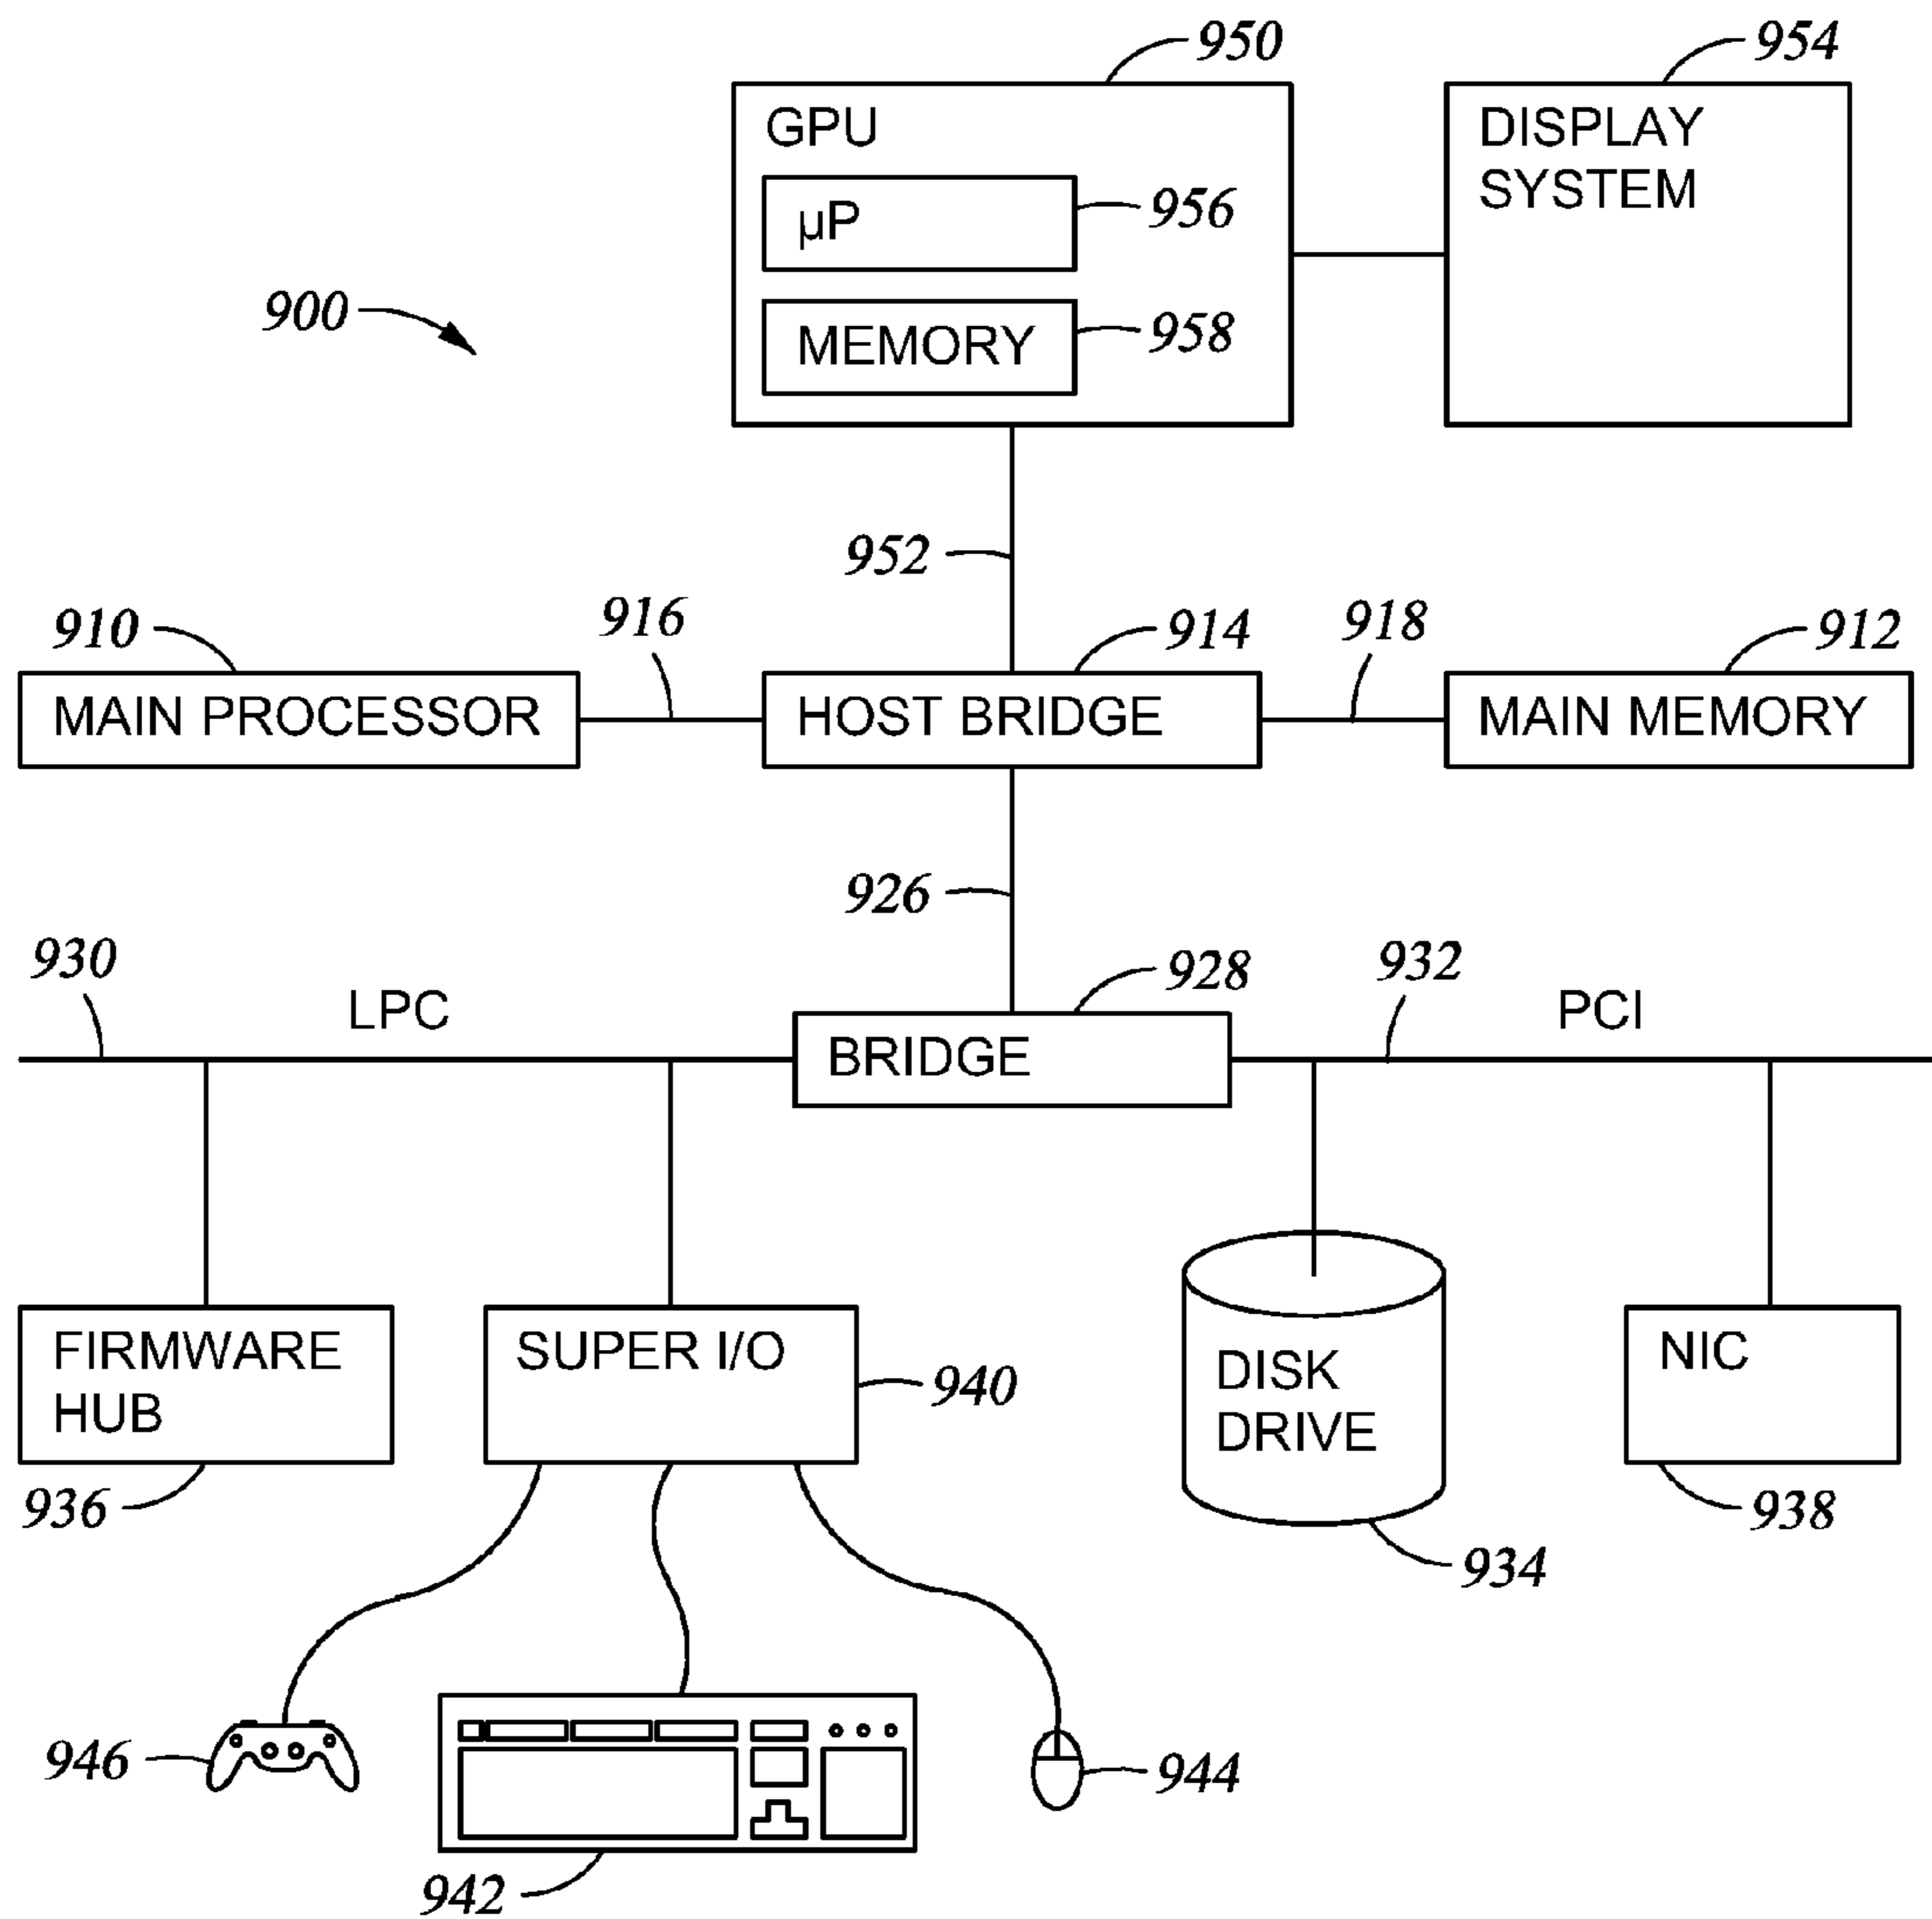 950
954
GPU
DISPLAY
SYSTEM
µP
956
900
MEMORY
958
952
910
916
914
918
912
MAIN PROCESSOR
HOST BRIDGE
MAIN MEMORY
926
930
928
932
LPC
PCI
BRIDGE
FIRMWARE
HUB
SUPER I/O
940
DISK
DRIVE
NIC
936
938
934
946
944
942